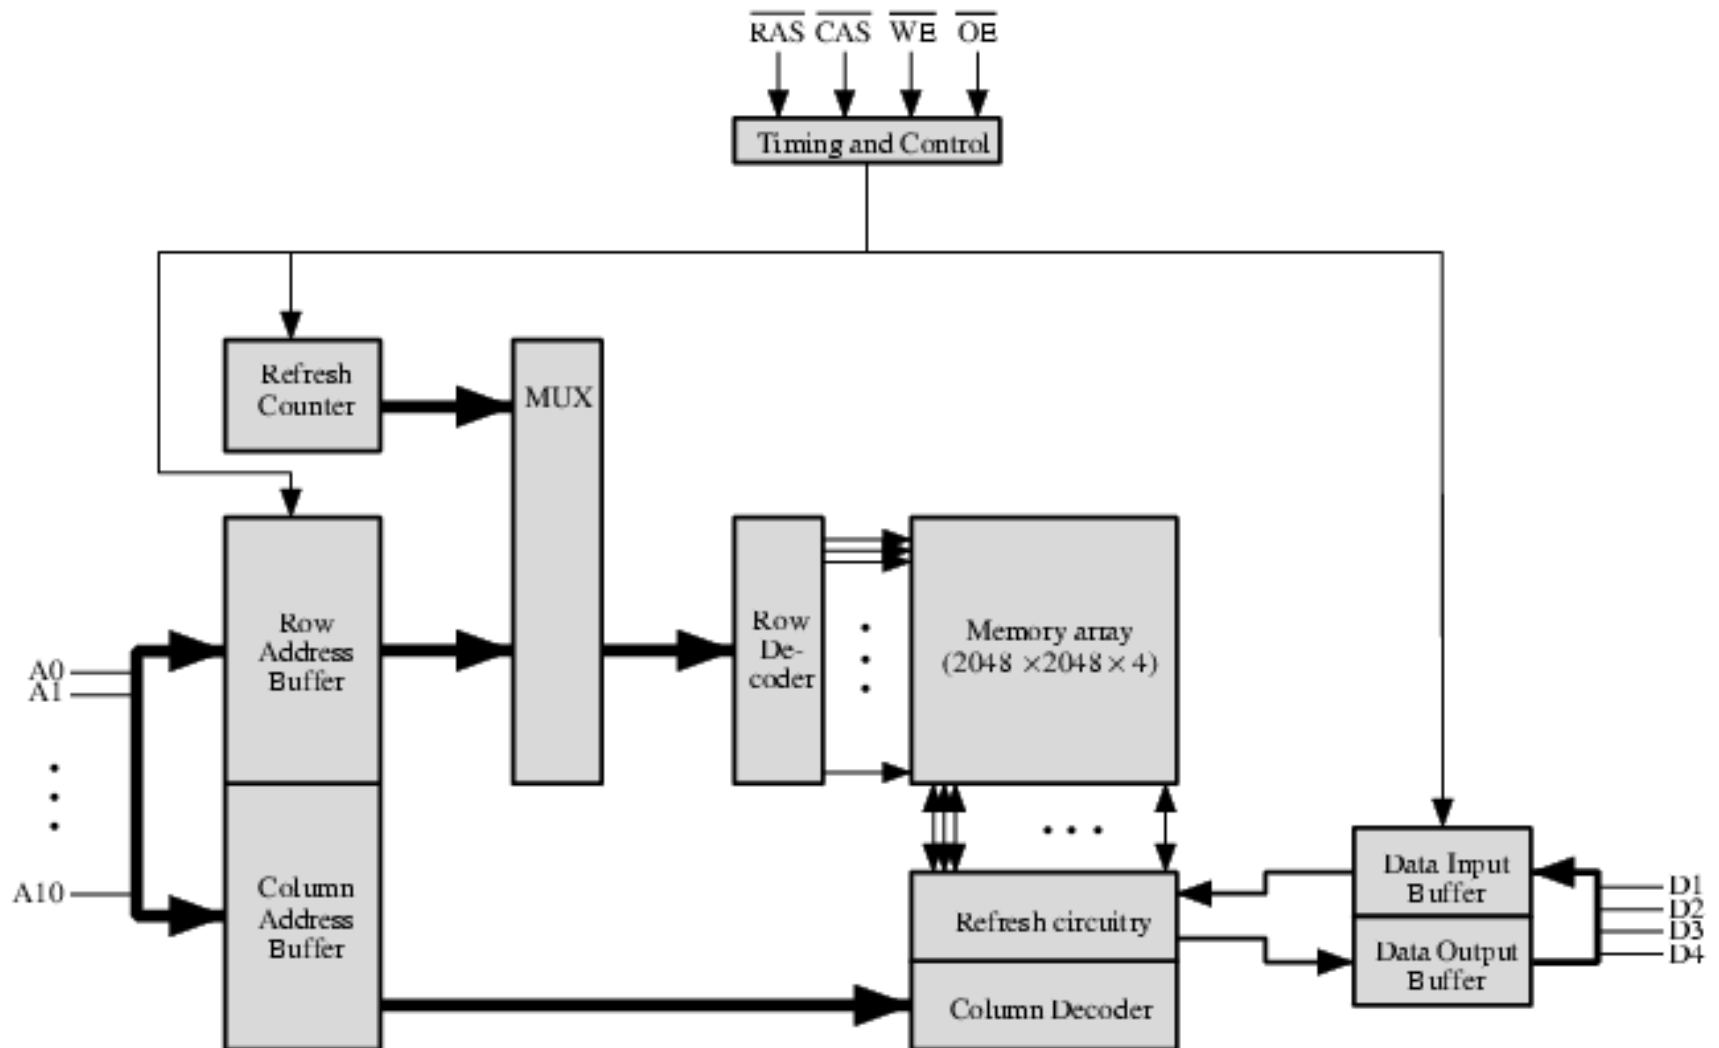 RAS CAS WE OE
Timing and Control
Refresh
Counter
MUX
Row
Address
Buffer
Row
De-
coder
Memory array
(2048 ×2048× 4)
A0
A1
A10
Column
Address
Buffer
Refresh circuitry
Column Decoder
Data Input
Buffer
Data Output
Buffer
D1
D2
D3
D4